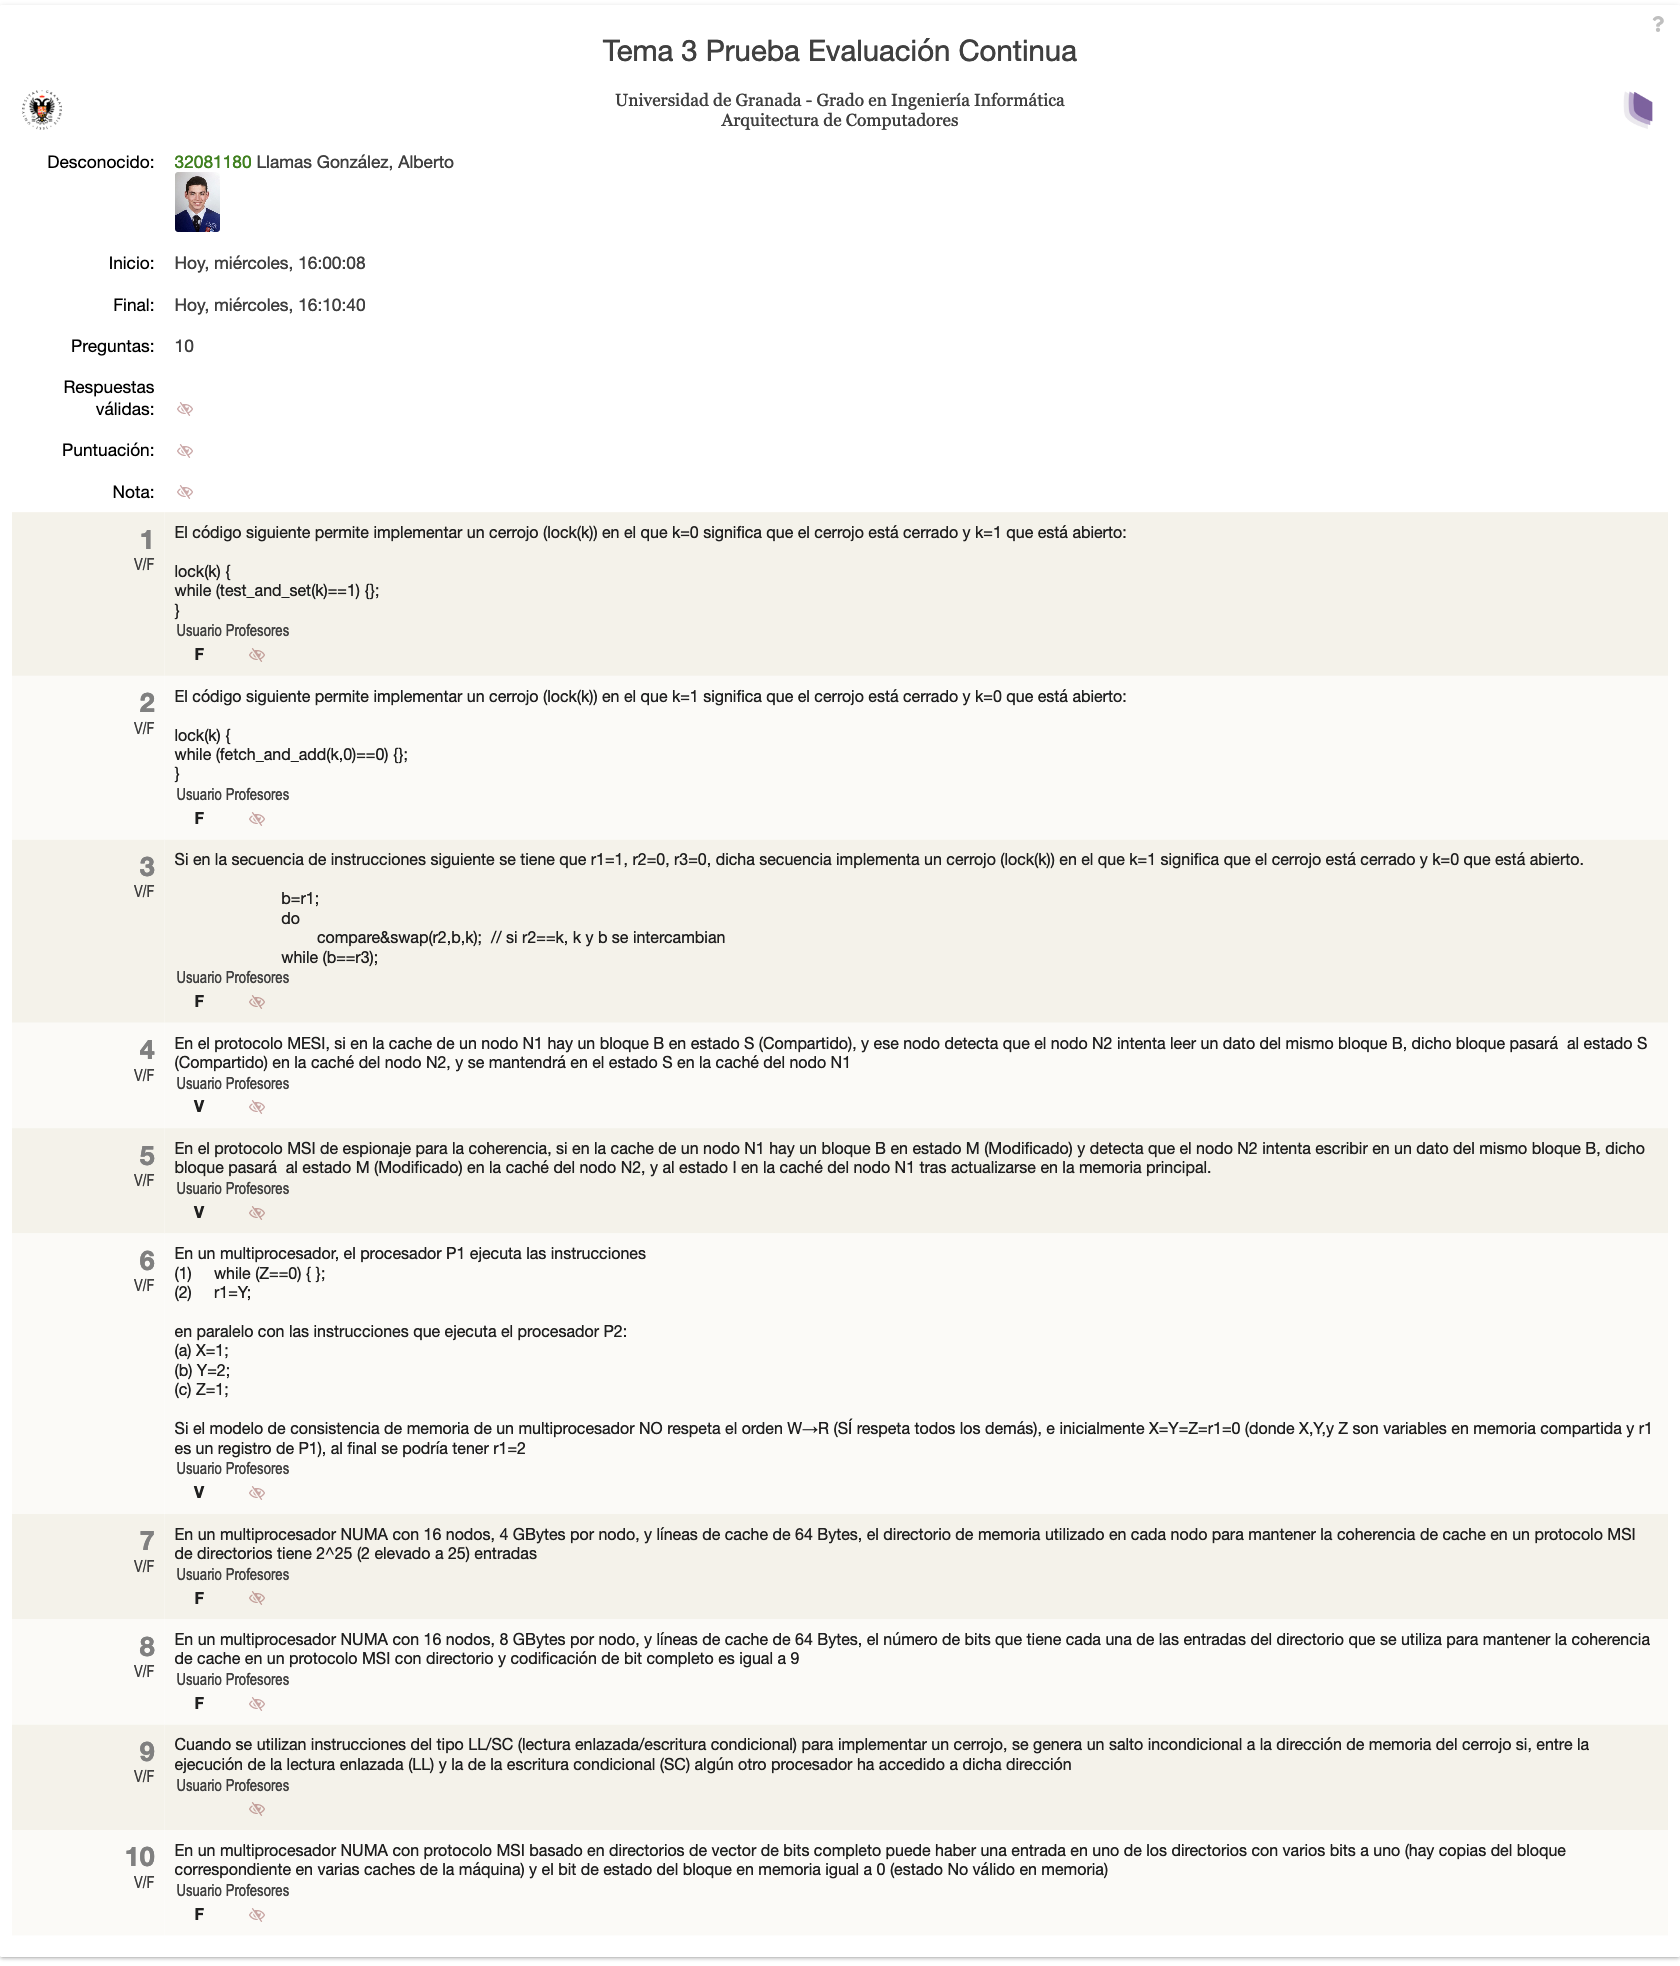 ?
Tema 3 Prueba Evaluación Continua
Universidad de Granada - Grado en Ingeniería Informática
Arquitectura de Computadores
Desconocido: 32081180 Llamas González, Alberto
Inicio: Hoy, miércoles, 16:00:08
Final: Hoy, miércoles, 16:10:40
Preguntas: 10
Respuestas
válidas:
Puntuación:
Nota:
1
V/F
El código siguiente permite implementar un cerrojo (lock(k)) en el que k=0 significa que el cerrojo está cerrado y k=1 que está abierto:
lock(k) {
while (test_and_set(k)==1) {};
}
Usuario Profesores
F
2
V/F
El código siguiente permite implementar un cerrojo (lock(k)) en el que k=1 significa que el cerrojo está cerrado y k=0 que está abierto:
lock(k) {
while (fetch_and_add(k,0)==0) {};
}
Usuario Profesores
F
3
V/F
Si en la secuencia de instrucciones siguiente se tiene que r1=1, r2=0, r3=0, dicha secuencia implementa un cerrojo (lock(k)) en el que k=1 significa que el cerrojo está cerrado y k=0 que está abierto.
b=r1;
do
compare&swap(r2,b,k); // si r2==k, k y b se intercambian
while (b==r3);
Usuario Profesores
F
4
V/F
En el protocolo MESI, si en la cache de un nodo N1 hay un bloque B en estado S (Compartido), y ese nodo detecta que el nodo N2 intenta leer un dato del mismo bloque B, dicho bloque pasará al estado S
(Compartido) en la caché del nodo N2, y se mantendrá en el estado S en la caché del nodo N1
Usuario Profesores
V
5
V/F
En el protocolo MSI de espionaje para la coherencia, si en la cache de un nodo N1 hay un bloque B en estado M (Modificado) y detecta que el nodo N2 intenta escribir en un dato del mismo bloque B, dicho
bloque pasará al estado M (Modificado) en la caché del nodo N2, y al estado I en la caché del nodo N1 tras actualizarse en la memoria principal.
Usuario Profesores
V
6
V/F
En un multiprocesador, el procesador P1 ejecuta las instrucciones
(1) while (Z==0) { };
(2) r1=Y;
en paralelo con las instrucciones que ejecuta el procesador P2:
(a) X=1;
(b) Y=2;
(c) Z=1;
Si el modelo de consistencia de memoria de un multiprocesador NO respeta el orden W→R (SÍ respeta todos los demás), e inicialmente X=Y=Z=r1=0 (donde X,Y,y Z son variables en memoria compartida y r1
es un registro de P1), al final se podría tener r1=2
Usuario Profesores
V
7
V/F
En un multiprocesador NUMA con 16 nodos, 4 GBytes por nodo, y líneas de cache de 64 Bytes, el directorio de memoria utilizado en cada nodo para mantener la coherencia de cache en un protocolo MSI
de directorios tiene 2^25 (2 elevado a 25) entradas
Usuario Profesores
F
8
V/F
En un multiprocesador NUMA con 16 nodos, 8 GBytes por nodo, y líneas de cache de 64 Bytes, el número de bits que tiene cada una de las entradas del directorio que se utiliza para mantener la coherencia
de cache en un protocolo MSI con directorio y codificación de bit completo es igual a 9
Usuario Profesores
F
9
V/F
Cuando se utilizan instrucciones del tipo LL/SC (lectura enlazada/escritura condicional) para implementar un cerrojo, se genera un salto incondicional a la dirección de memoria del cerrojo si, entre la
ejecución de la lectura enlazada (LL) y la de la escritura condicional (SC) algún otro procesador ha accedido a dicha dirección
Usuario Profesores
10
V/F
En un multiprocesador NUMA con protocolo MSI basado en directorios de vector de bits completo puede haber una entrada en uno de los directorios con varios bits a uno (hay copias del bloque
correspondiente en varias caches de la máquina) y el bit de estado del bloque en memoria igual a 0 (estado No válido en memoria)
Usuario Profesores
F